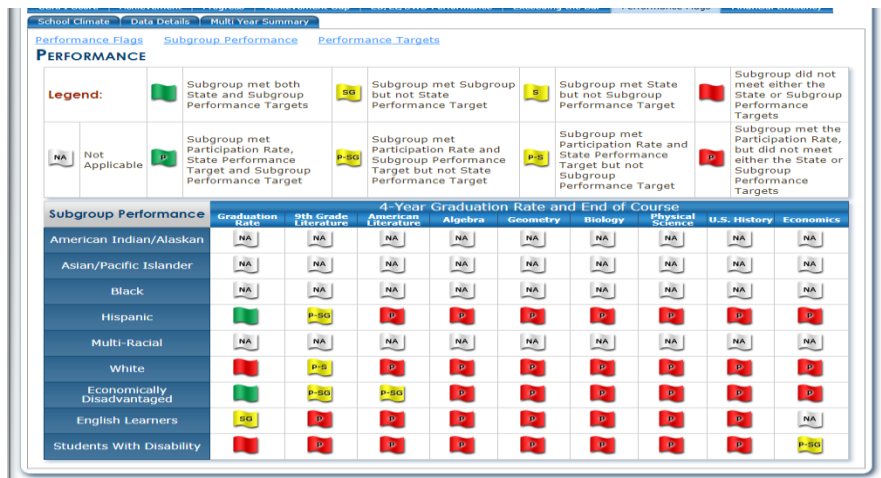 School Climate
Data Details
Multi Year Summary
Performance Flags
Subgroup Performance
Performance Targets
PERFORMANCE
Legend:
Subgroup met both
State and Subgroup
Performance Targets
SG
Subgroup met Subgroup
but not State
Performance Target
S
Subgroup met State
but not Subgroup
Performance Target
Subgroup did not
meet either the
State or Subgroup
Performance
Targets
NA
Not
Applicable
P
Subgroup met
Participation Rate,
State Performance
Target and Subgroup
Performance Target
P-SG
Subgroup met
Participation Rate and
Subgroup Performance
Target but not State
Performance Target
P-S
Subgroup met
Participation Rate and
State Performance
Target but not
Subgroup
Performance Target
P
Subgroup met the
Participation Rate,
but did not meet
either the State or
Subgroup
Performance
Targets
Subgroup Performance
4-Year Graduation Rate and End of Course
Graduation Rate
9th Grade Literature
American Literature
Algebra
Geometry
Biology
Physical Science
U.S. History
Economics
American Indian/Alaskan NA NA NA NA NA NA NA NA NA
Asian/Pacific Islander NA NA NA NA NA NA NA NA NA
Black NA NA NA NA NA NA NA NA NA
Hispanic P-SG P P P P P P P
Multi-Racial NA NA NA NA NA NA NA NA NA
White P-S P P P P P P P
Economically
Disadvantaged P-SG P-SG P P P P P P
English Learners SG P P P P P P P NA
Students With Disability P P P P P P P P-SG